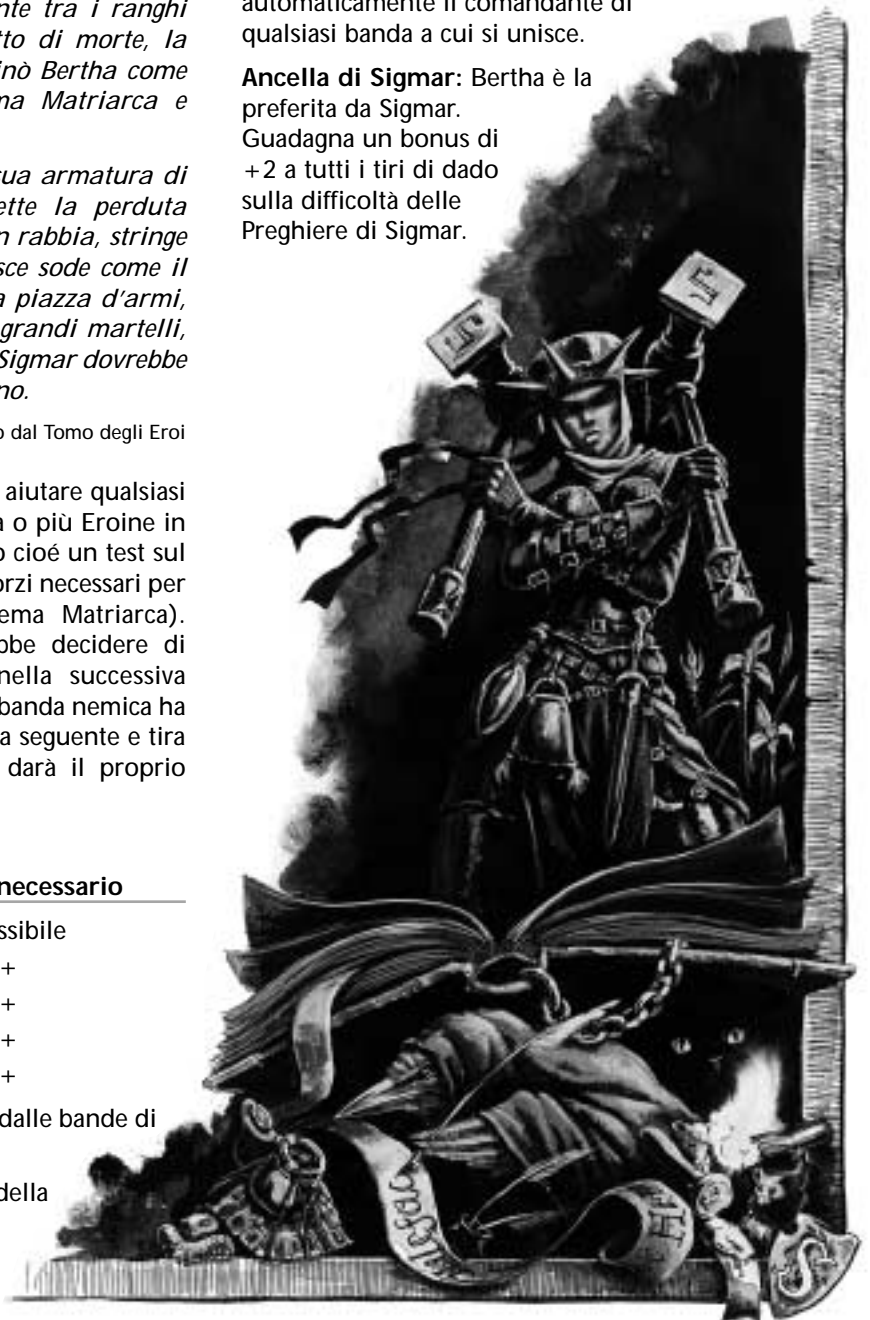 nte tra i ranghi
tto di morte, la
inò Bertha come
ma Matriarca e
ua armatura di
ette la perduta
n rabbia, stringe
sce sode come il
a piazza d'armi,
grandi martelli,
Sigmar dovrebbe
no.
o dal Tomo degli Eroi
aiutare qualsiasi
a o più Eroine in
o cioé un test sul
orzi necessari per
ema Matriarca).
bbe decidere di
nella successiva
banda nemica ha
a seguente e tira
darà il proprio
necessario
ssibile
+
+
+
+
dalle bande di
della
automaticamente il comandante di
qualsiasi banda a cui si unisce.
Ancella di Sigmar: Bertha è la
preferita da Sigmar.
Guadagna un bonus di
+2 a tutti i tiri di dado
sulla difficoltà delle
Preghiere di Sigmar.
S